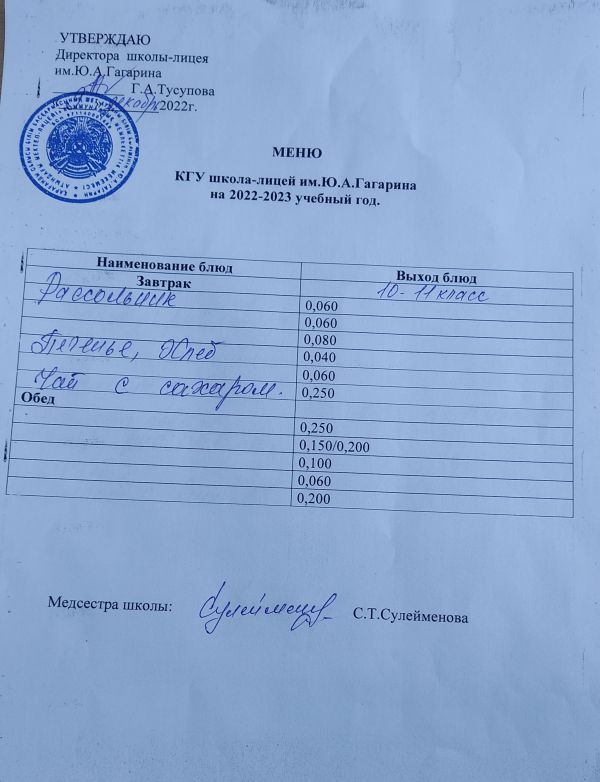 УТВЕРЖДАЮ
Директора школы-лицея
им.Ю.А.Гагарина
Г.А.Тусупова
декабрь 2022г.
МЕНЮ
КГУ школа-лицей им.Ю.А.Гагарина
на 2022-2023 учебный год.
Наименование блюд Выход блюд
Завтрак 10-11 класс
Рассольник 0,060
0,060
0,080
Печенье, Хлеб 0,040
0,060
Чай с сахаром. 0,250
Обед
0,250
0,150/0,200
0,100
0,060
0,200
Медсестра школы: Сулейменова С.Т.Сулейменова